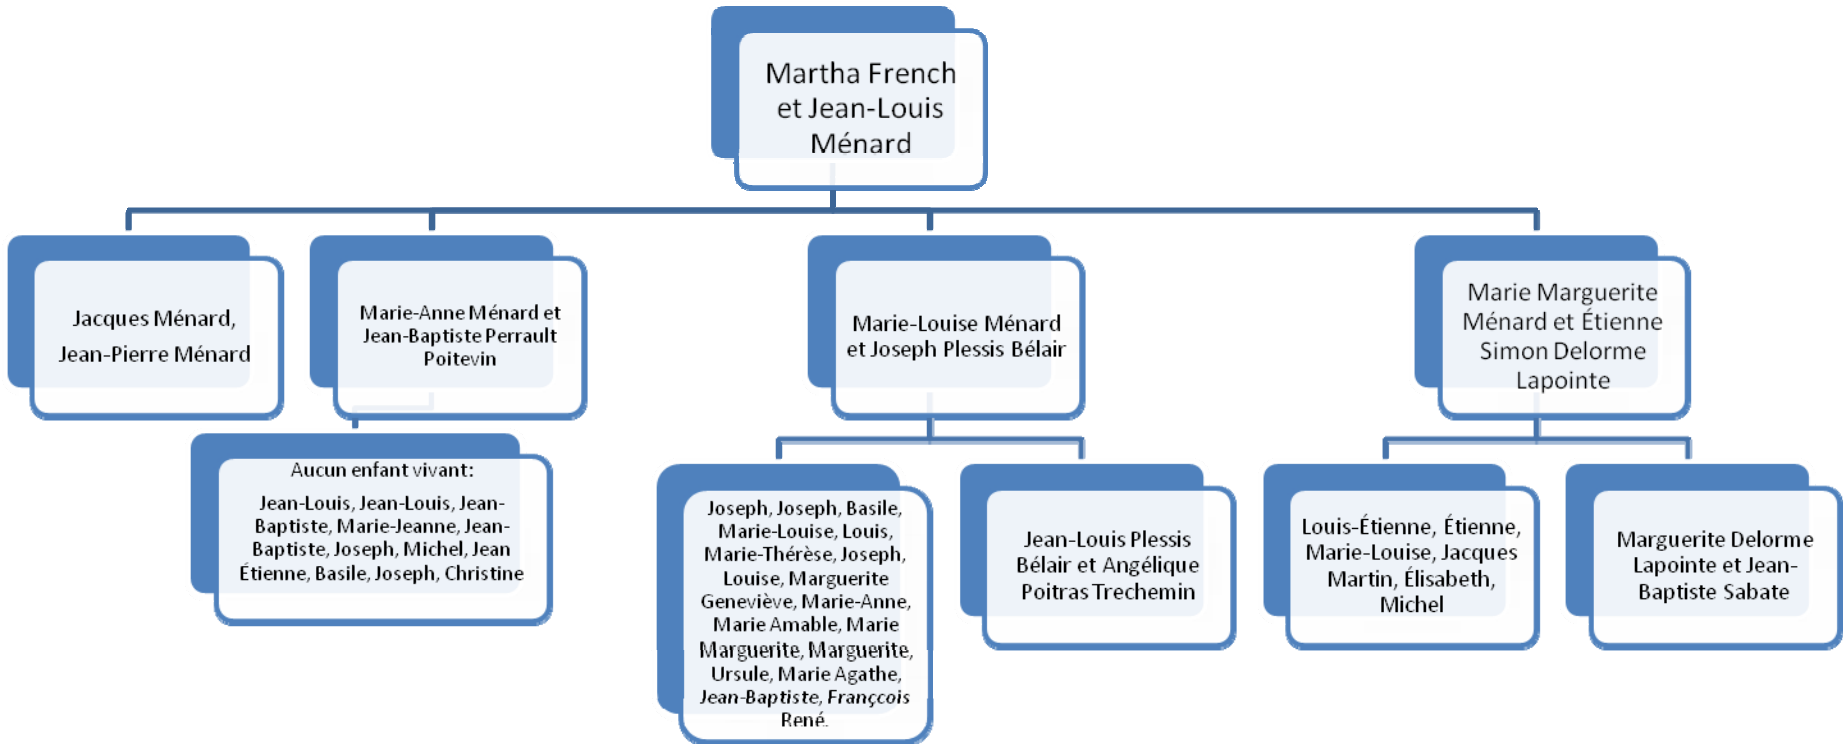 Martha French
et Jean-Louis
Ménard
Jacques Ménard,
Jean-Pierre Ménard
Marie-Anne Ménard et
Jean-Baptiste Perrault
Poitevin
Marie-Louise Ménard
et Joseph Plessis Bélair
Marie Marguerite
Ménard et Étienne
Simon Delorme
Lapointe
Aucun enfant vivant:
Jean-Louis, Jean-Louis, Jean-
Baptiste, Marie-Jeanne, Jean-
Baptiste, Joseph, Michel, Jean
Étienne, Basile, Joseph, Christine
Joseph, Joseph, Basile,
Marie-Louise, Louis,
Marie-Thérèse, Joseph,
Louise, Marguerite
Geneviève, Marie-Anne,
Marie Amable, Marie
Marguerite, Marguerite,
Ursule, Marie Agathe,
Jean-Baptiste, Françcois
René.
Jean-Louis Plessis
Bélair et Angélique
Poitras Trechemin
Louis-Étienne, Étienne,
Marie-Louise, Jacques
Martin, Élisabeth,
Michel
Marguerite Delorme
Lapointe et Jean-
Baptiste Sabate